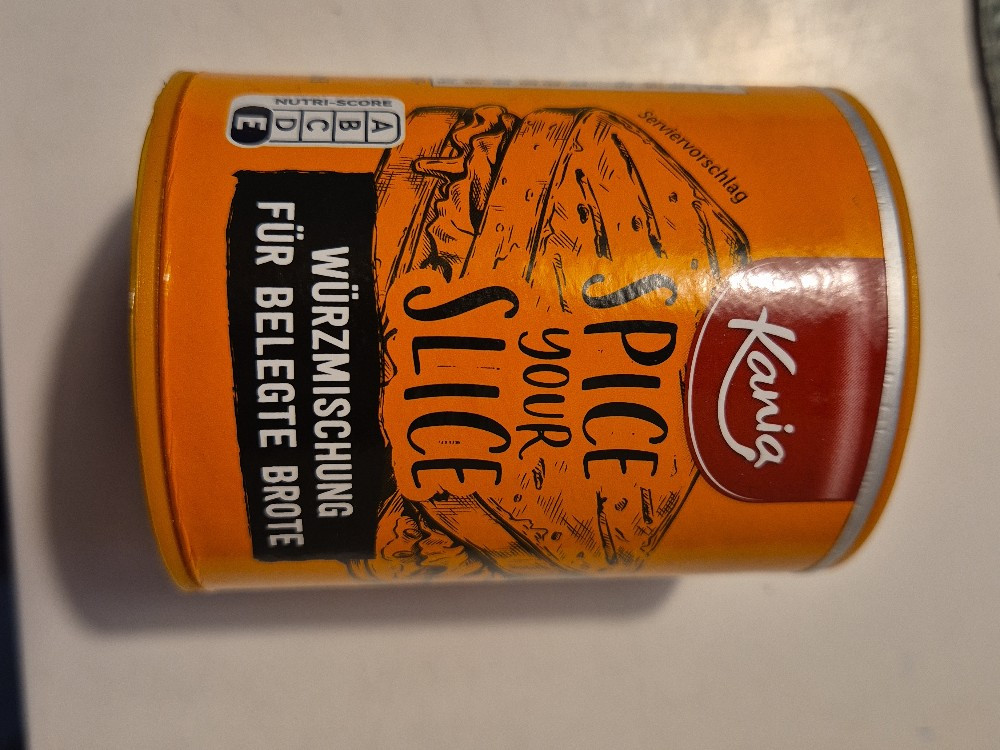 Kania
Serviervorschlag
SPICE
YOUR
SLICE
WÜRZMISCHUNG
FÜR BELEGTE BROTE
NUTRI-SCORE
A B C D E